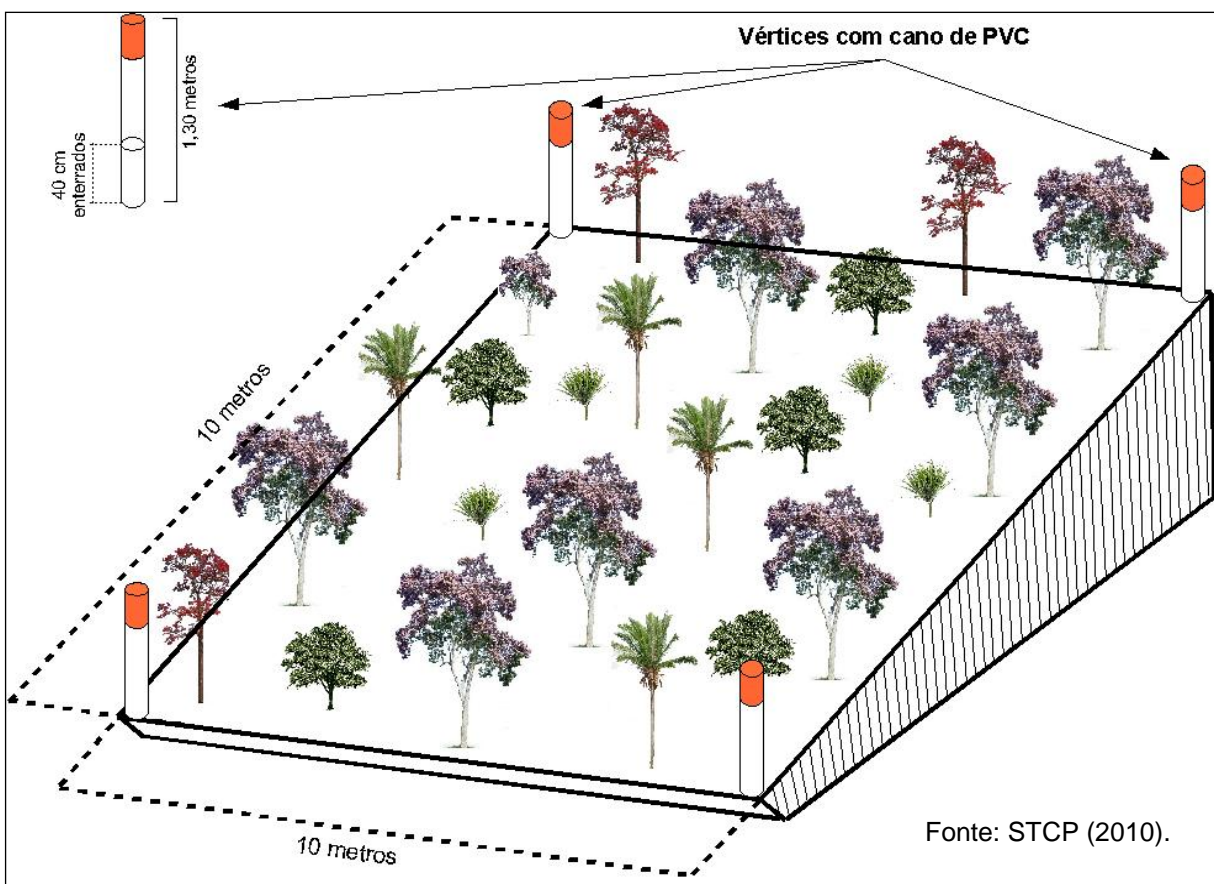 Vértices com cano de PVC
1,30 metros
40 cm
enterrados
10 metros
10 metros
Fonte: STCP (2010).